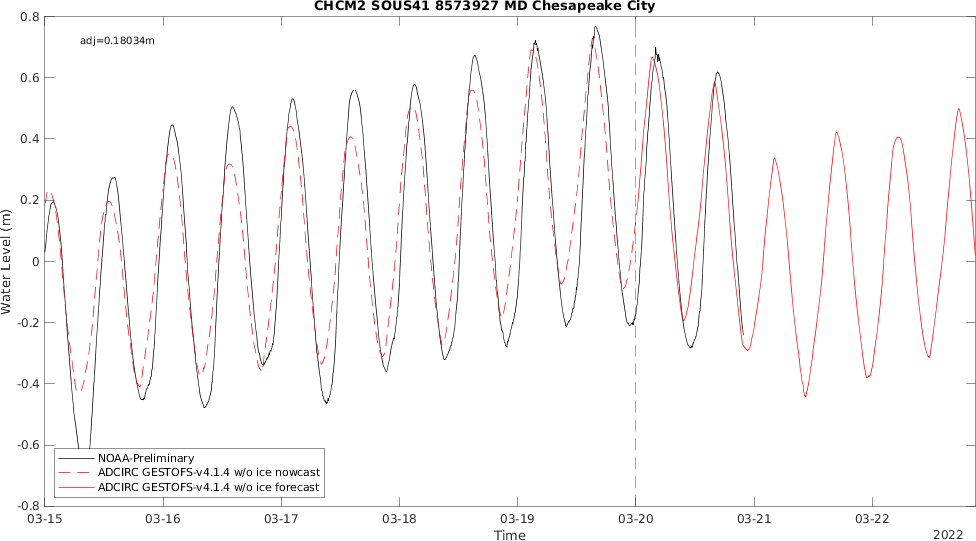 CHCM2 SOUS41 8573927 MD Chesapeake City
adj=0.18034m
0.8
0.6
0.4
0.2
0
-0.2
-0.4
-0.6
-0.8
Water Level (m)
NOAA-Preliminary
ADCIRC GESTOFS-v4.1.4 w/o ice nowcast
ADCIRC GESTOFS-v4.1.4 w/o ice forecast
03-15 03-16 03-17 03-18 03-19 03-20 03-21 03-22
Time
2022